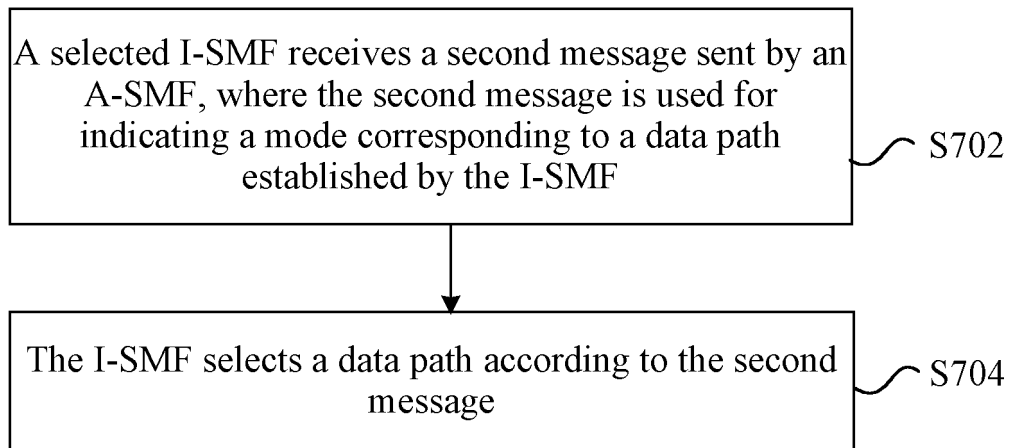 A selected I-SMF receives a second message sent by an
A-SMF, where the second message is used for
indicating a mode corresponding to a data path
established by the I-SMF
S702
The I-SMF selects a data path according to the second
message
S704